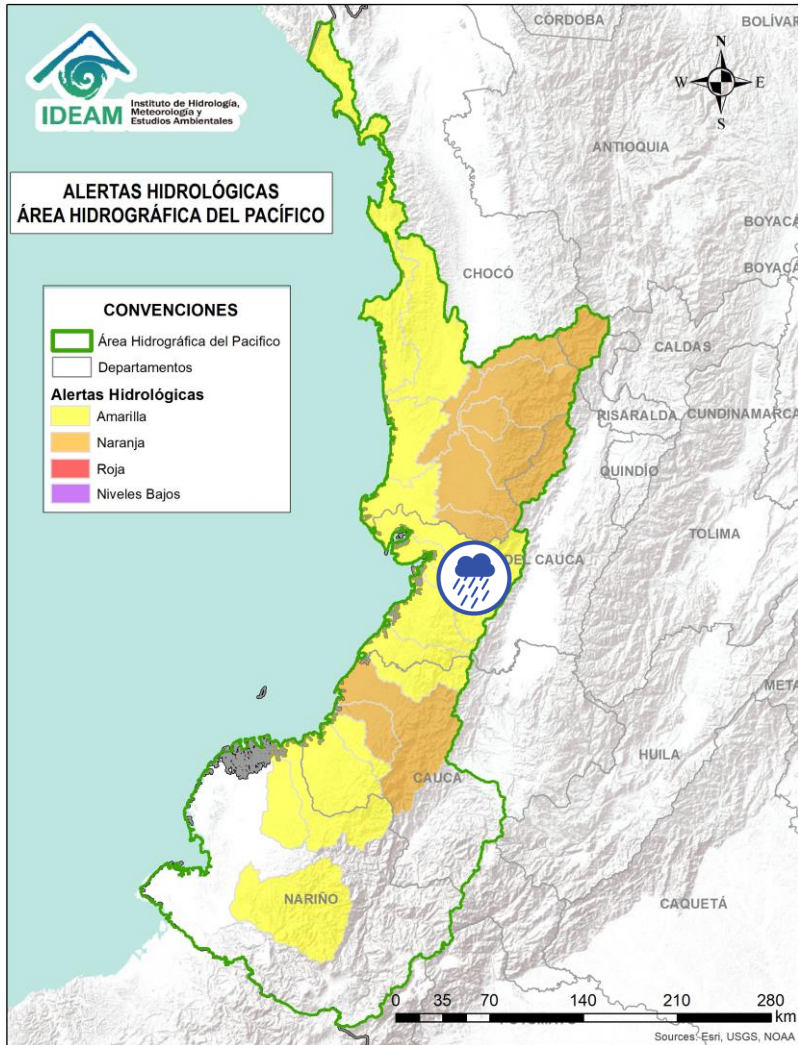 IDEAM
Instituto de Hidrología,
Meteorología y
Estudios Ambientales
ALERTAS HIDROLÓGICAS
ÁREA HIDROGRÁFICA DEL PACÍFICO
CONVENCIONES
Área Hidrográfica del Pacifico
Departamentos
Alertas Hidrológicas
Amarilla
Naranja
Roja
Niveles Bajos
CÓRDOBA
BOLÍVAR
N
W E
S
ANTIOQUIA
BOYACÁ
CHOCÓ
BOYACÁ
CALDAS
RISARALDA
CUNDINAMARCA
QUINDÍO
TOLIMA
DEL CAUCA
META
HUILA
CAUCA
NARIÑO
CAQUETÁ
0 35 70 140 210 280
km
Sources: Esri, USGS, NOAA